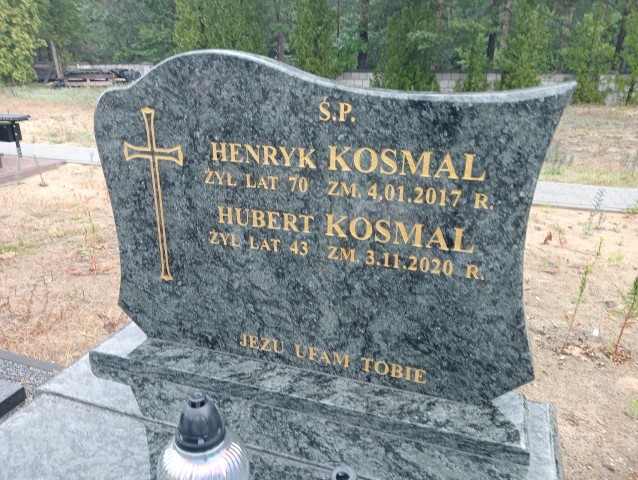 Ś.P.
HENRYK KOSMAL
ŻYŁ LAT 70 ZM. 4.01.2017 R.
HUBERT KOSMAL
ŻYŁ LAT 43 ZM. 3.11.2020 R.
JEZU UFAM TOBIE